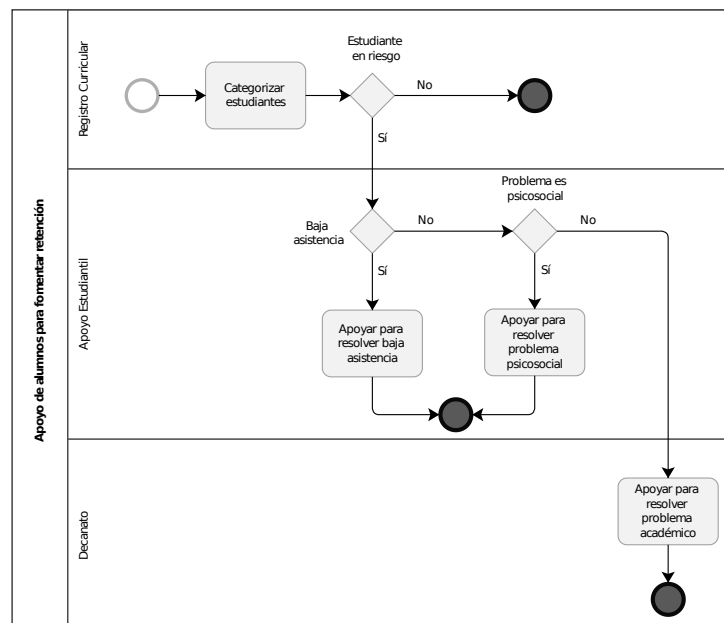 Apoyo de alumnos para fomentar retención
Registro Curricular
Categorizar
estudiantes
Estudiante
en riesgo
No
Sí
Apoyo Estudiantil
Baja
asistencia
No
Problema es
psicosocial
No
Sí
Sí
Apoyar para
resolver baja
asistencia
Apoyar para
resolver
problema
psicosocial
Decanato
Apoyar para
resolver
problema
académico